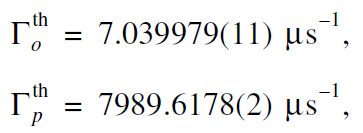 Γ_o^th = 7.039979(11) μs^−1,
Γ_p^th = 7989.6178(2) μs^−1,